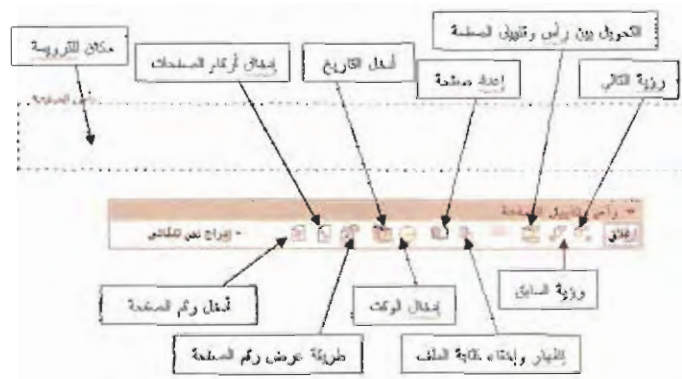 التحويل بين رأس وتذييل الصفحة
مكان الترويسة
إدخال أرقام الصفحات
أدخل التاريخ
إعداد صفحة
رؤية التالي
رأس الصفحة
رأس وتذييل الصفحة
إغلاق
إدراج نص تلقائي
رؤية السابق
إدخال الوقت
أدخل رقم الصفحة
طريقة عرض رقم الصفحة
إظهار وإخفاء كتابة الملف